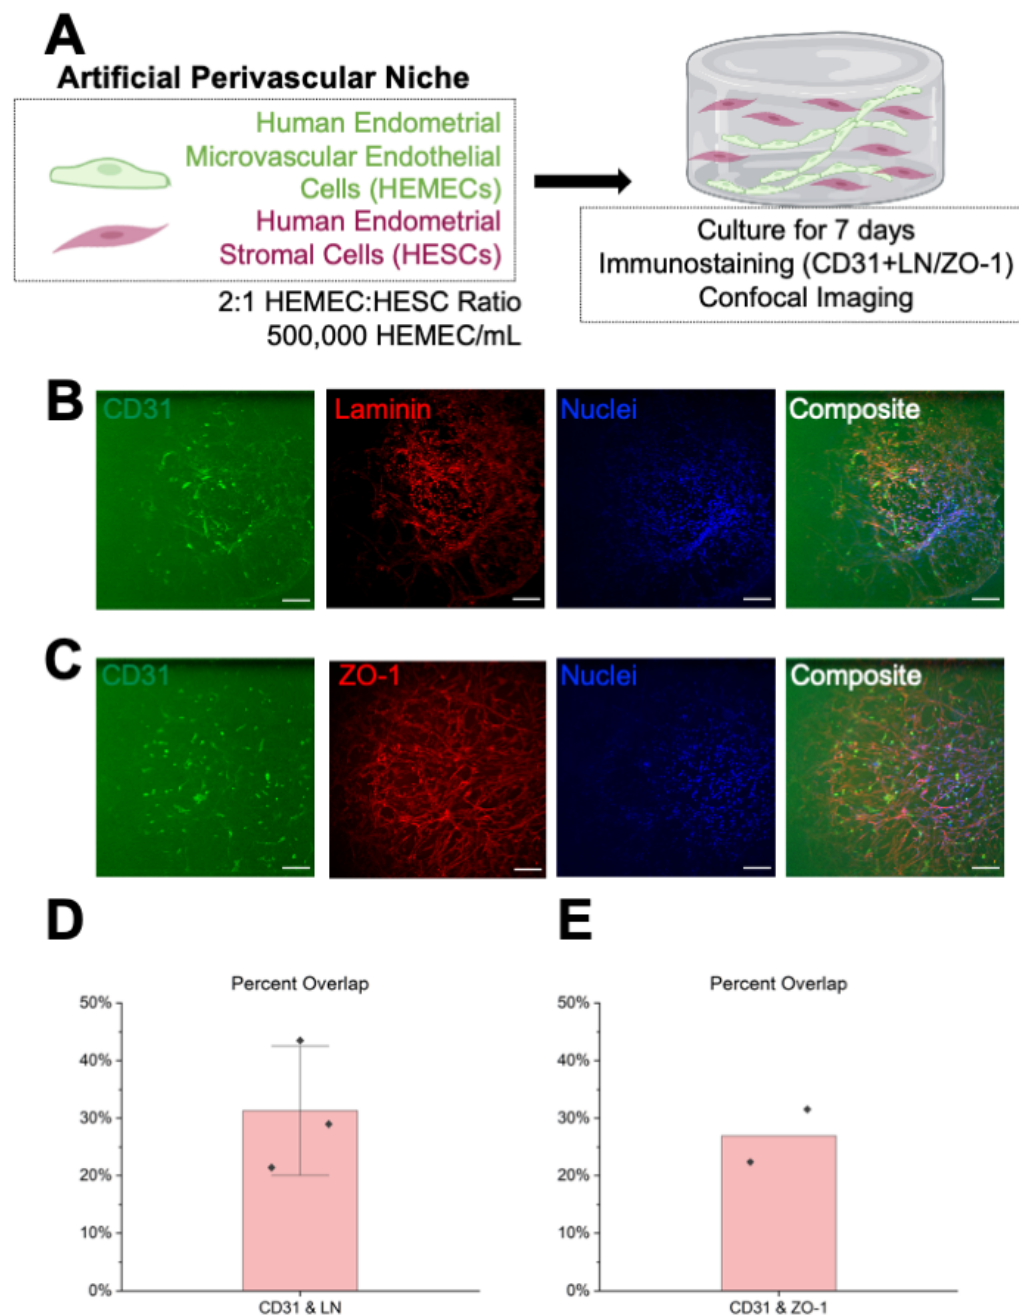 A
Artificial Perivascular Niche
Human Endometrial
Microvascular Endothelial
Cells (HEMECs)
Human Endometrial
Stromal Cells (HESCs)
2:1 HEMEC:HESC Ratio
500,000 HEMEC/mL
Culture for 7 days
Immunostaining (CD31+LN/ZO-1)
Confocal Imaging
B
CD31
Laminin
Nuclei
Composite
C
CD31
ZO-1
Nuclei
Composite
D
Percent Overlap
50%
40%
30%
20%
10%
0%
CD31 & LN
E
Percent Overlap
50%
40%
30%
20%
10%
0%
CD31 & ZO-1